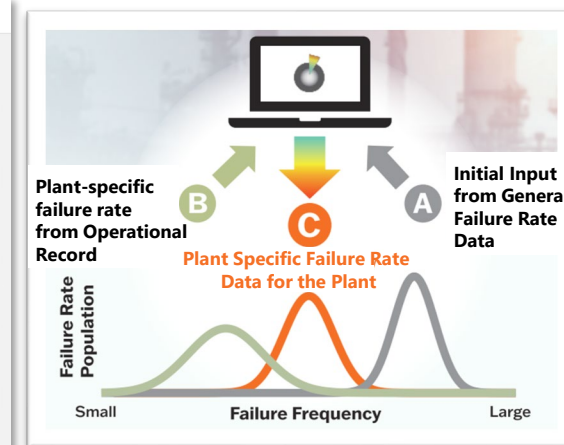 Plant-specific
failure rate
from Operational
Record
B
A
Initial Input
from Genera
Failure Rate
Data
C
Plant Specific Failure Rate
Data for the Plant
Failure Rate
Population
Small
Failure Frequency
Large